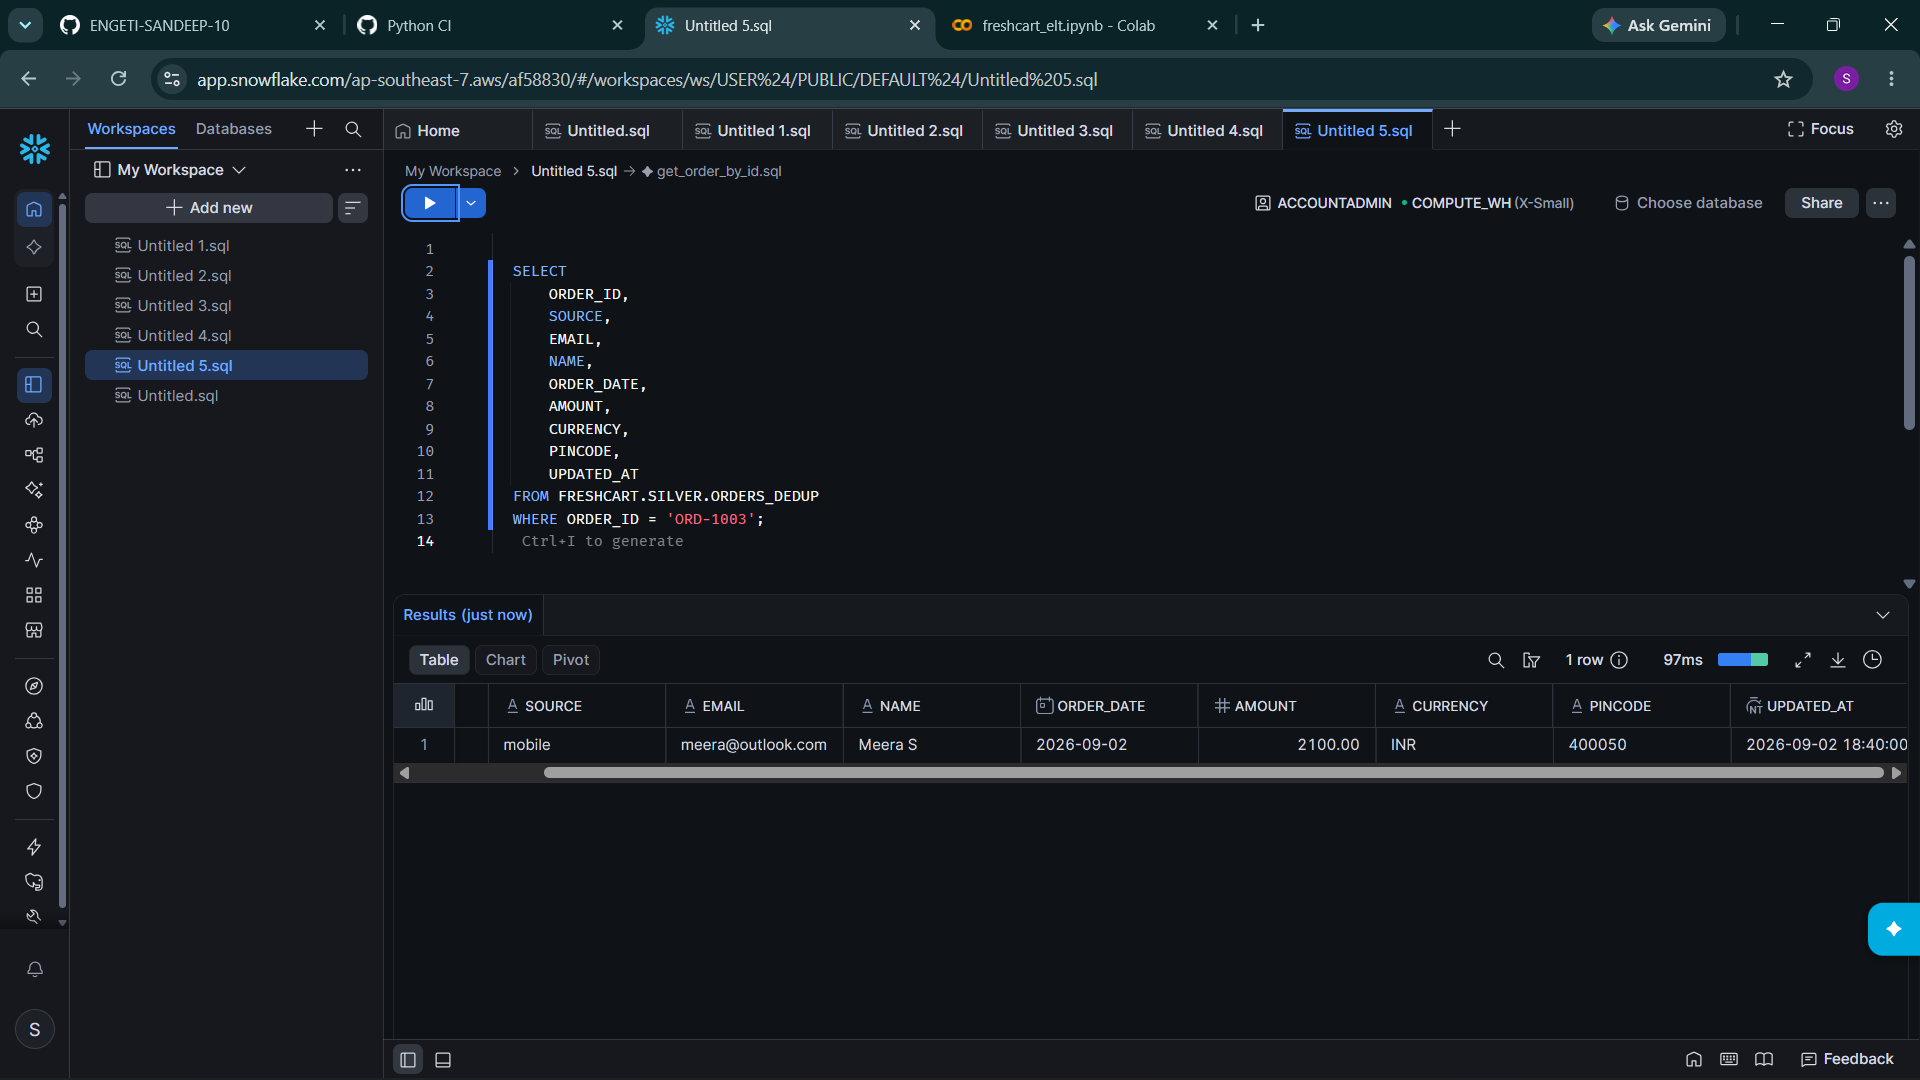 ENGETI-SANDEEP-10
Python CI
Untitled 5.sql
freshcart_elt.ipynb - Colab
Ask Gemini
app.snowflake.com/ap-southeast-7.aws/af58830/#/workspaces/ws/USER%24/PUBLIC/DEFAULT%24/Untitled%205.sql
S
Workspaces
Databases
Home
Untitled.sql
Untitled 1.sql
Untitled 2.sql
Untitled 3.sql
Untitled 4.sql
Untitled 5.sql
Focus
My Workspace
Add new
Untitled 1.sql
Untitled 2.sql
Untitled 3.sql
Untitled 4.sql
Untitled 5.sql
Untitled.sql
S
My Workspace > Untitled 5.sql → get_order_by_id.sql
ACCOUNTADMIN • COMPUTE_WH (X-Small)
Choose database
Share
1
2 SELECT
3 ORDER_ID,
4 SOURCE,
5 EMAIL,
6 NAME,
7 ORDER_DATE,
8 AMOUNT,
9 CURRENCY,
10 PINCODE,
11 UPDATED_AT
12 FROM FRESHCART.SILVER.ORDERS_DEDUP
13 WHERE ORDER_ID = 'ORD-1003';
14 Ctrl+I to generate
Results (just now)
Table Chart Pivot
1 row
97ms
SOURCE EMAIL NAME ORDER_DATE AMOUNT CURRENCY PINCODE UPDATED_AT
1 mobile meera@outlook.com Meera S 2026-09-02 2100.00 INR 400050 2026-09-02 18:40:00
Feedback